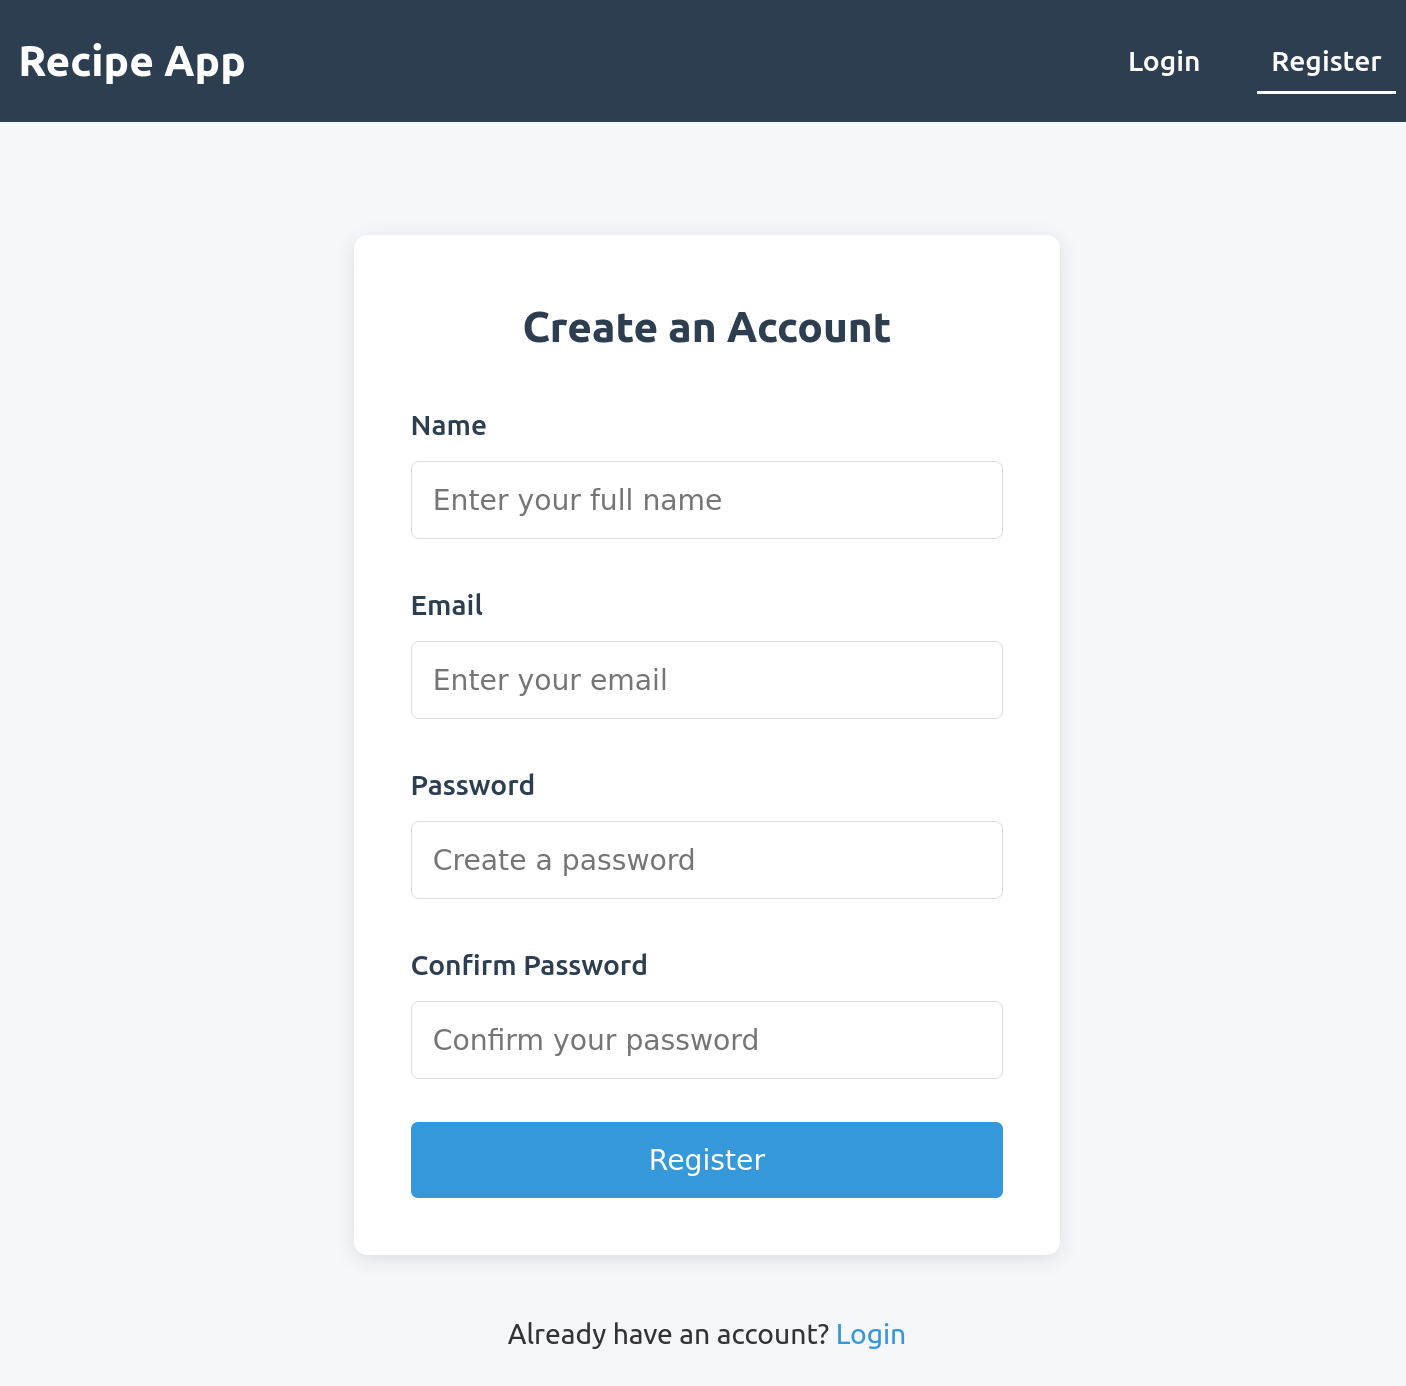 Recipe App
Login
Register
Create an Account
Name
Enter your full name
Email
Enter your email
Password
Create a password
Confirm Password
Confirm your password
Register
Already have an account? Login